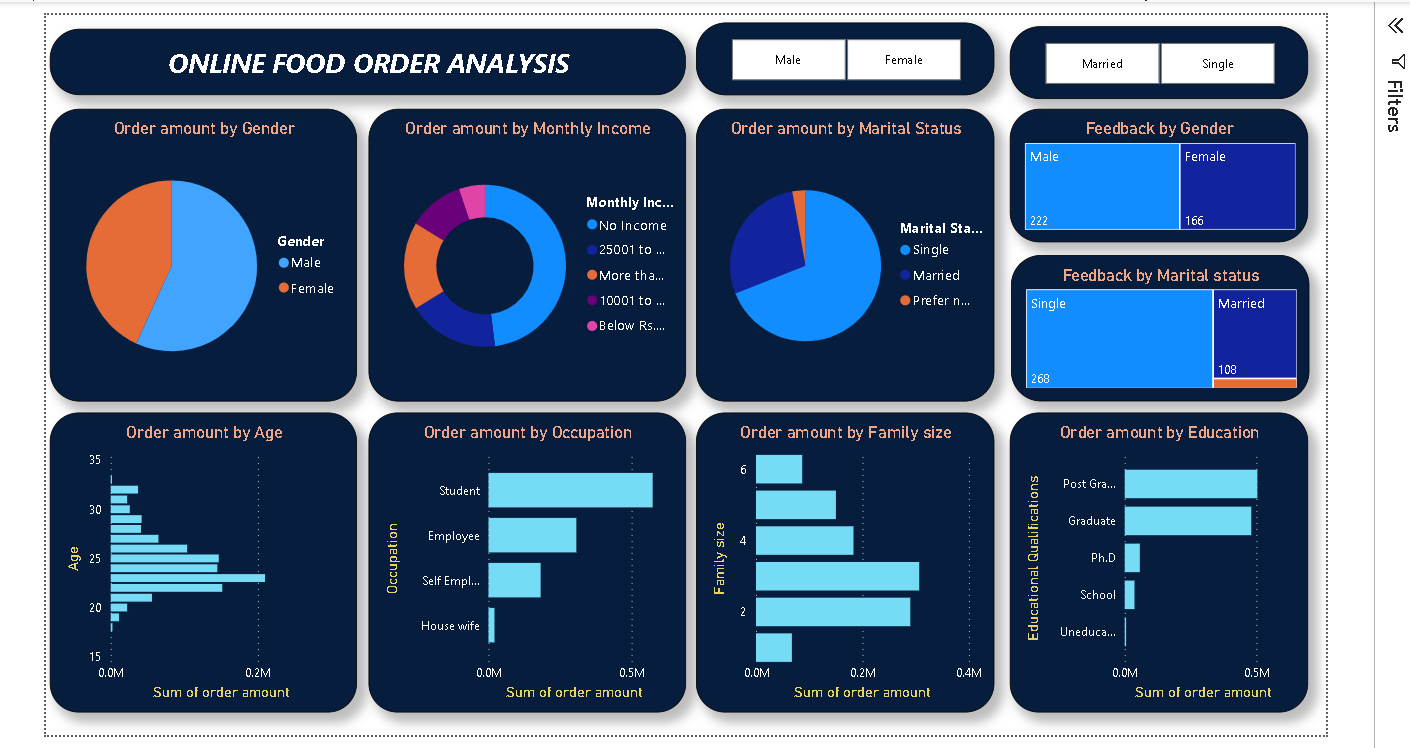 ONLINE FOOD ORDER ANALYSIS
Male
Female
Married
Single
Filters
Order amount by Gender
Gender
Male
Female
Order amount by Monthly Income
Monthly Inc...
No Income
25001 to ...
More tha...
10001 to ...
Below Rs....
Order amount by Marital Status
Marital Sta...
Single
Married
Prefer n...
Feedback by Gender
Male
222
Female
166
Feedback by Marital status
Single
268
Married
108
Order amount by Age
Age
35
30
25
20
15
0.0M
0.2M
Sum of order amount
Order amount by Occupation
Occupation
Student
Employee
Self Empl...
House wife
0.0M
0.5M
Sum of order amount
Order amount by Family size
Family size
6
4
2
0.0M
0.2M
0.4M
Sum of order amount
Order amount by Education
Educational Qualifications
Post Gra...
Graduate
Ph.D
School
Uneduca...
0.0M
0.5M
Sum of order amount